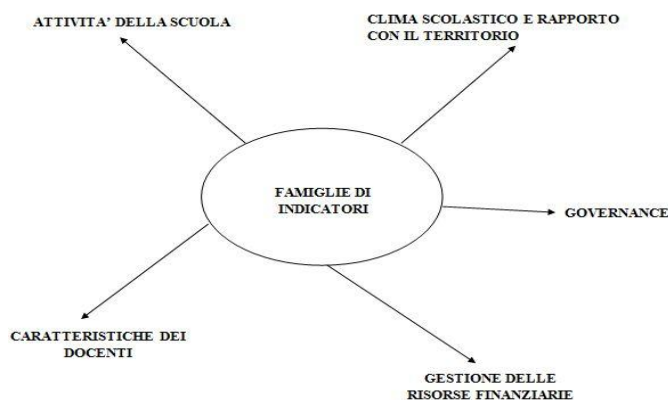 ATTIVITA' DELLA SCUOLA
CLIMA SCOLASTICO E RAPPORTO
CON IL TERRITORIO
FAMIGLIE DI
INDICATORI
GOVERNANCE
CARATTERISTICHE DEI
DOCENTI
GESTIONE DELLE
RISORSE FINANZIARIE